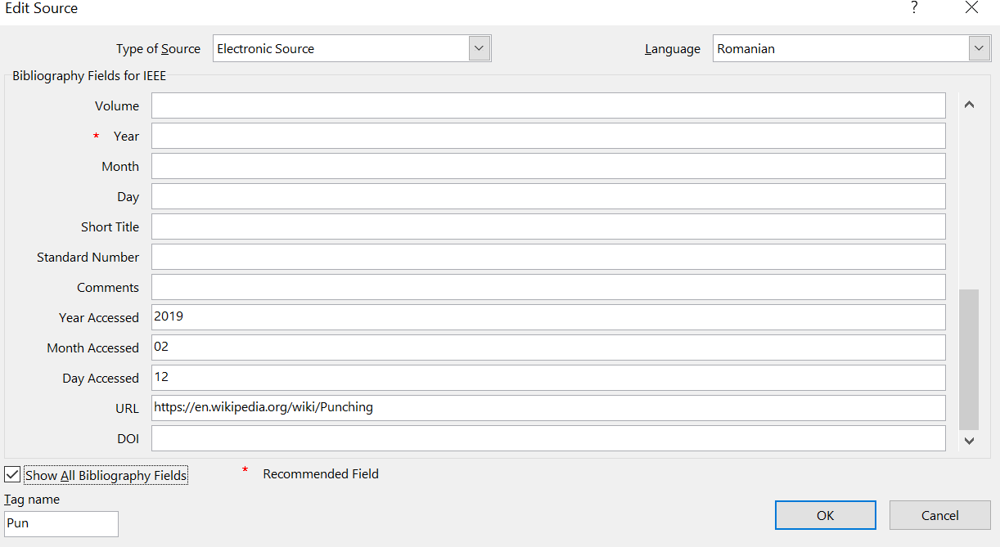 Edit Source ?
Type of Source Electronic Source Language Romanian
Bibliography Fields for IEEE
Volume
* Year
Month
Day
Short Title
Standard Number
Comments
Year Accessed 2019
Month Accessed 02
Day Accessed 12
URL https://en.wikipedia.org/wiki/Punching
DOI
Show All Bibliography Fields * Recommended Field
Tag name
Pun
OK Cancel